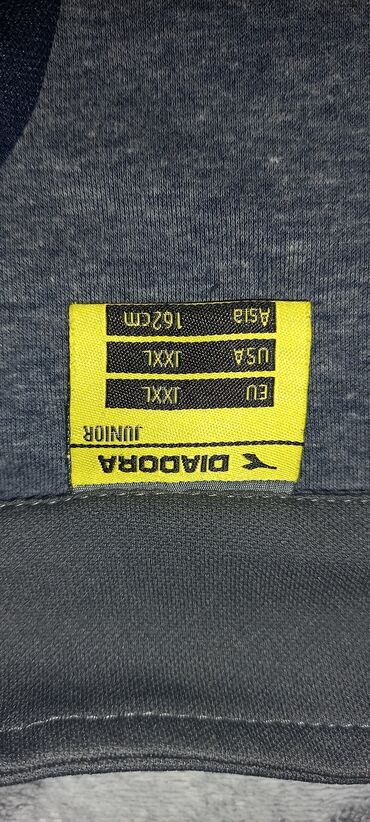 DIADORA
JUNIOR
EU JXXL
USA JXXL
Asia 162cm